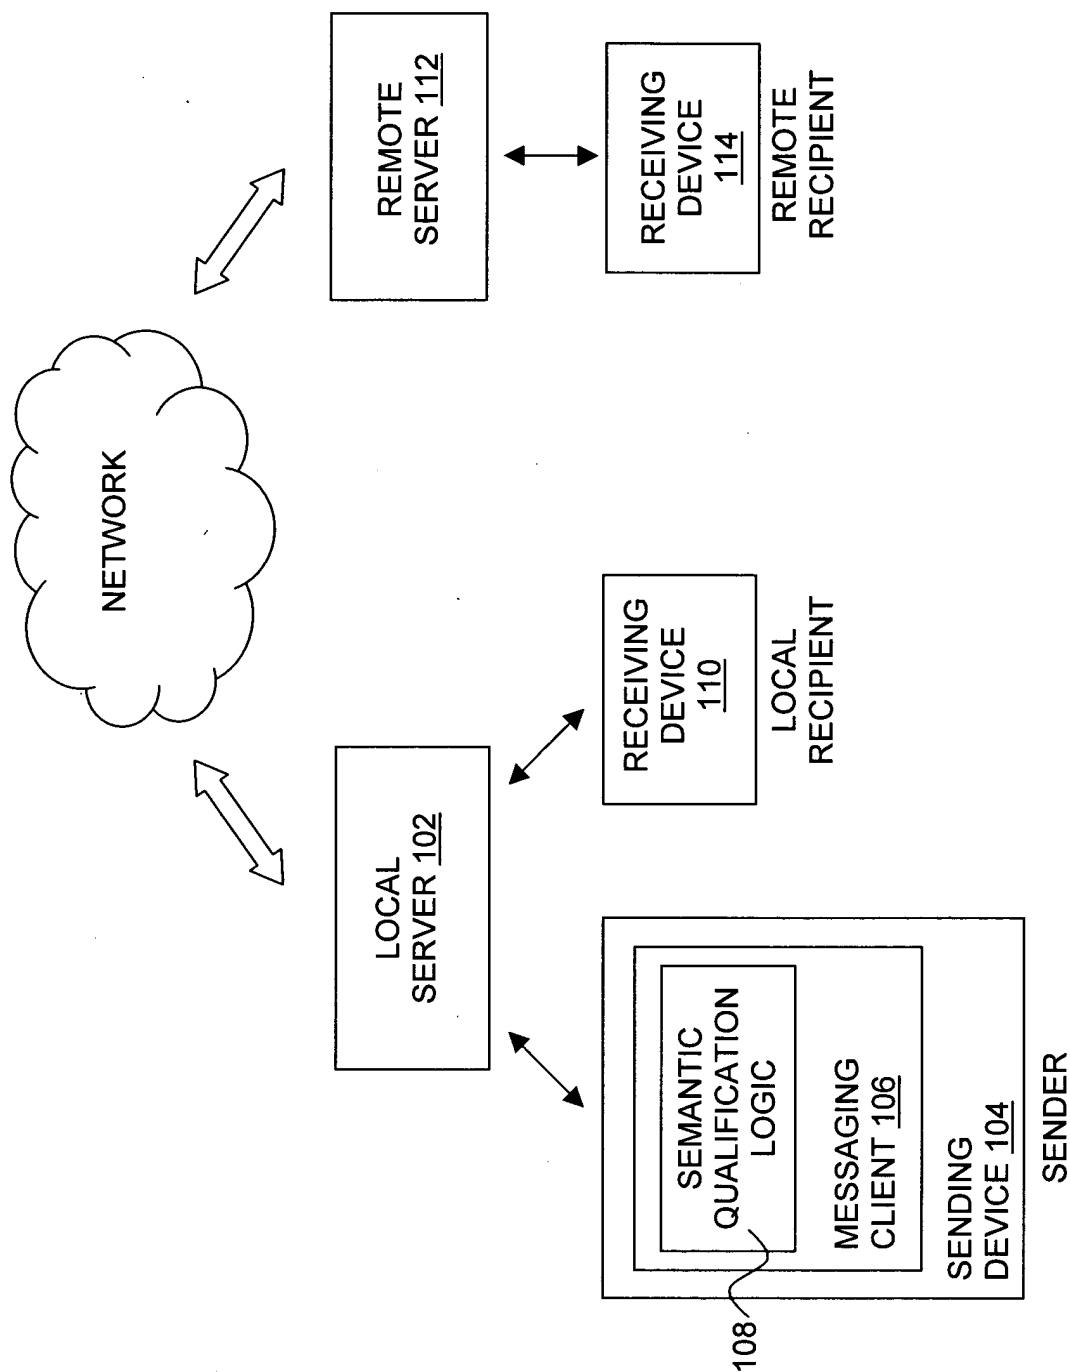 NETWORK
LOCAL
SERVER 102
REMOTE
SERVER 112
SEMANTIC
QUALIFICATION
LOGIC
108
MESSAGING
CLIENT 106
SENDING
DEVICE 104
SENDER
RECEIVING
DEVICE
110
LOCAL
RECIPIENT
RECEIVING
DEVICE
114
REMOTE
RECIPIENT